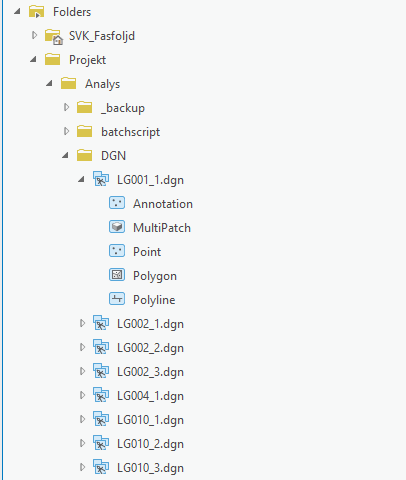 Folders
SVK_Fasfoljd
Projekt
Analys
_backup
batchscript
DGN
LG001_1.dgn
Annotation
MultiPatch
Point
Polygon
Polyline
LG002_1.dgn
LG002_2.dgn
LG002_3.dgn
LG004_1.dgn
LG010_1.dgn
LG010_2.dgn
LG010_3.dgn